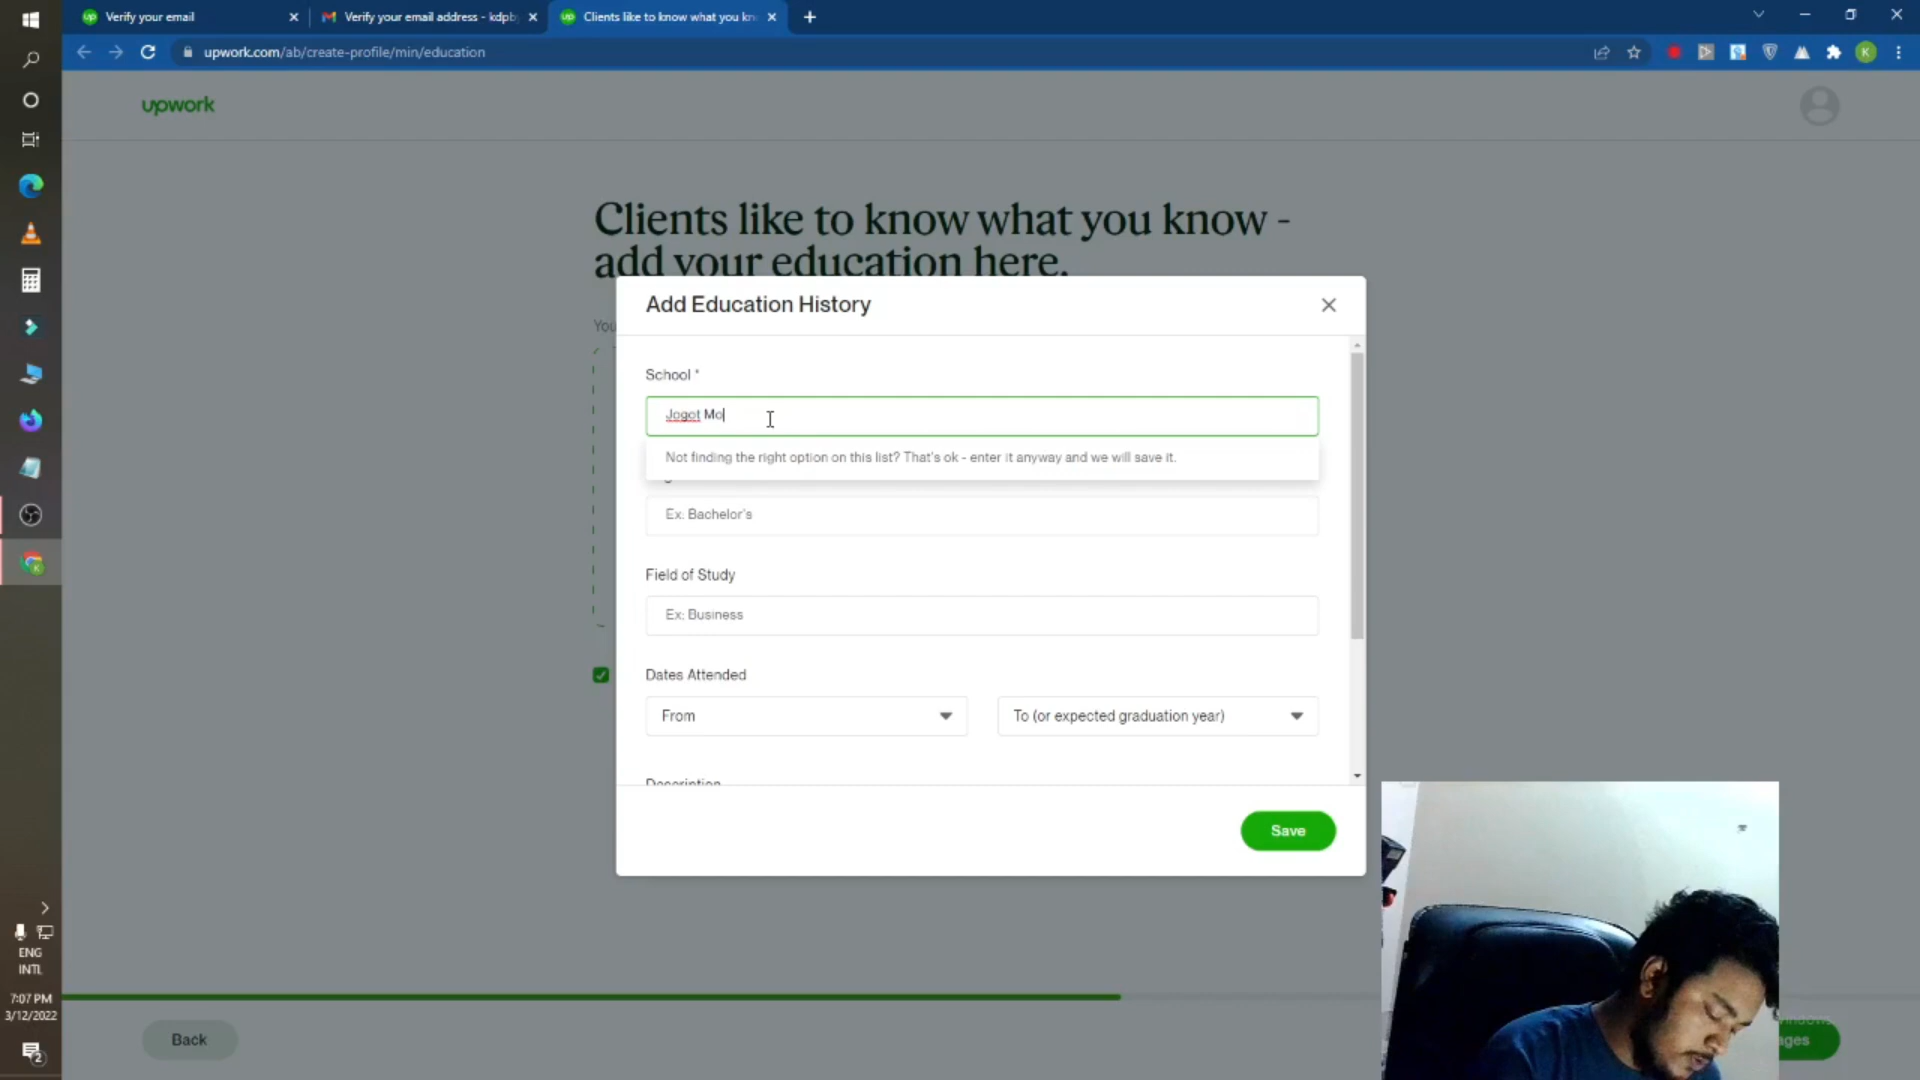 Verify your email
Verify your email address - kdpb
Clients like to know what you kn
upwork.com/ab/create-profile/min/education
K
upwork
Clients like to know what you know -
add your education here.
You
Add Education History
School *
Jogot Mo
Not finding the right option on this list? That's ok - enter it anyway and we will save it.
Ex: Bachelor's
Field of Study
Ex: Business
Dates Attended
From
To (or expected graduation year)
Description
Save
ENG
INTL
7:07 PM
3/12/2022
2
Back
ages